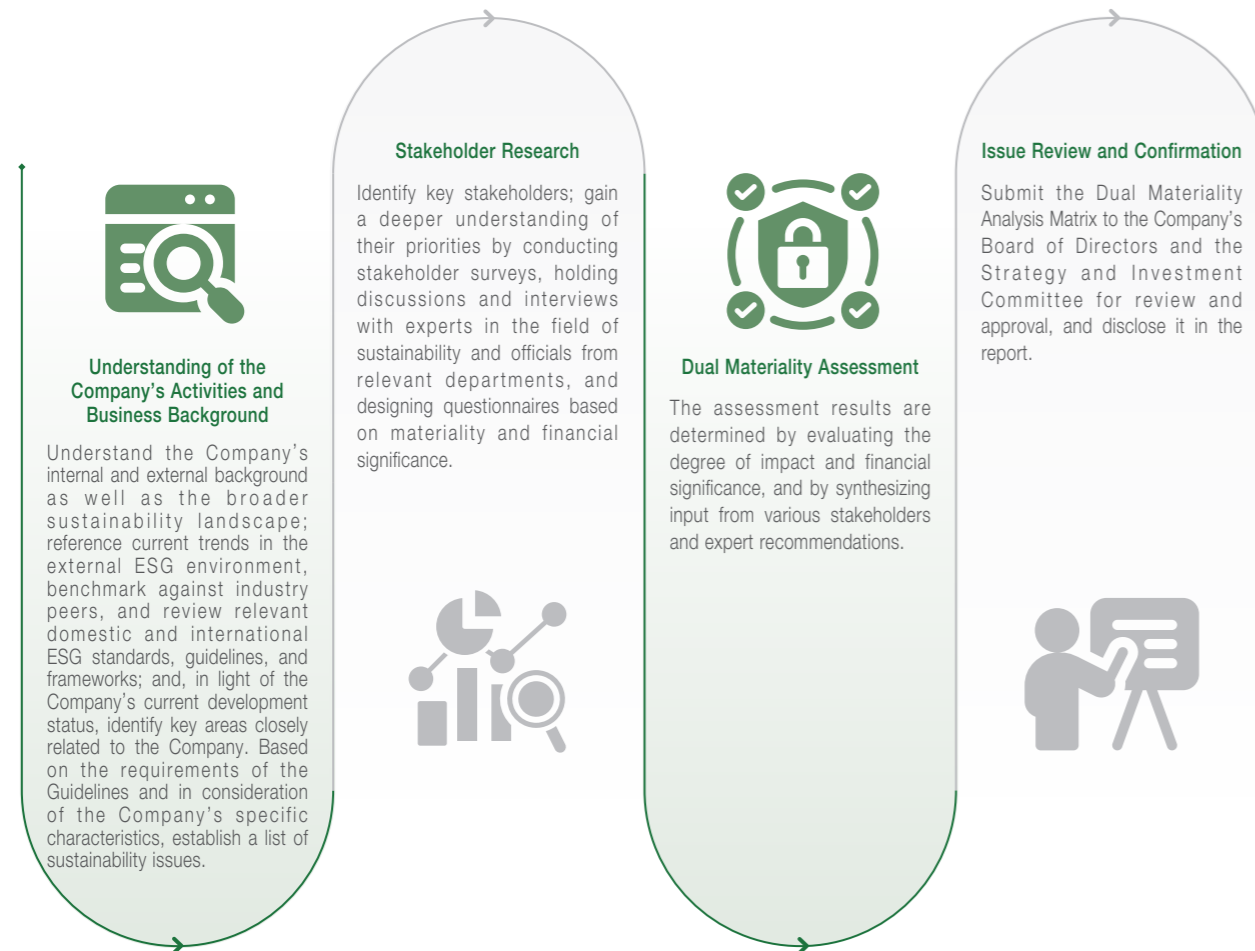 Understanding of the
Company's Activities and
Business Background
Understand the Company's
internal and external background
as well as the broader
sustainability landscape;
reference current trends in the
external ESG environment,
benchmark against industry
peers, and review relevant
domestic and international
ESG standards, guidelines, and
frameworks; and, in light of the
Company's current development
status, identify key areas closely
related to the Company. Based
on the requirements of the
Guidelines and in consideration
of the Company's specific
characteristics, establish a list of
sustainability issues.
Stakeholder Research
Identify key stakeholders; gain
a deeper understanding of
their priorities by conducting
stakeholder surveys, holding
discussions and interviews
with experts in the field of
sustainability and officials from
relevant departments, and
designing questionnaires based
on materiality and financial
significance.
Dual Materiality Assessment
The assessment results are
determined by evaluating the
degree of impact and financial
significance, and by synthesizing
input from various stakeholders
and expert recommendations.
Issue Review and Confirmation
Submit the Dual Materiality
Analysis Matrix to the Company's
Board of Directors and the
Strategy and Investment
Committee for review and
approval, and disclose it in the
report.